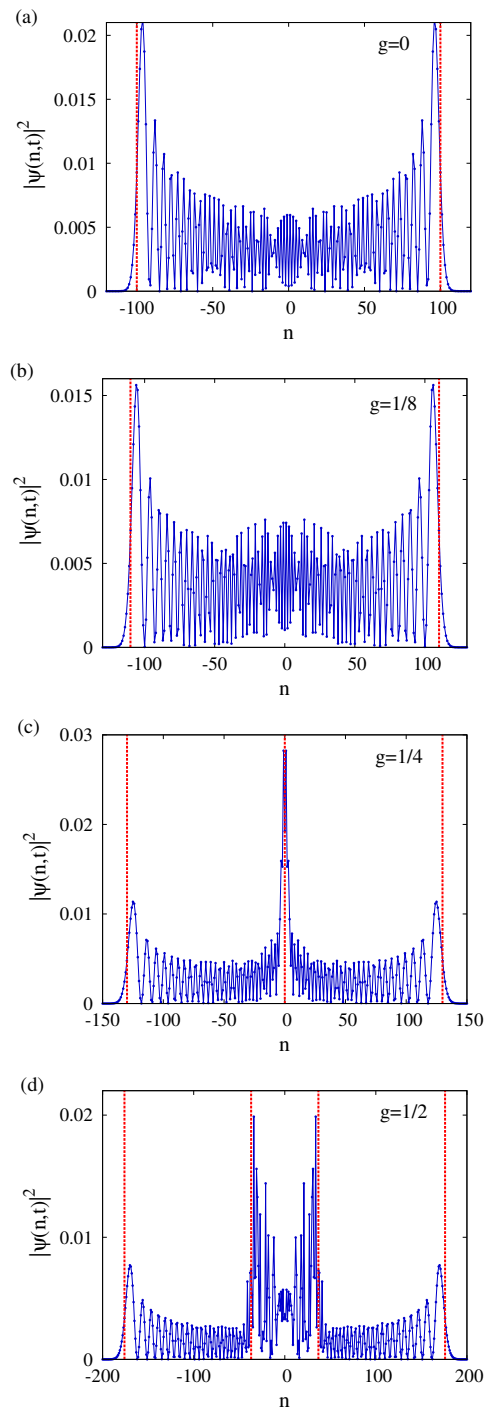 (a)
g=0
0.02
0.015
0.01
0.005
0
|ψ(n,t)|²
-100 -50 0 50 100
n
(b)
g=1/8
0.015
0.01
0.005
0
|ψ(n,t)|²
-100 -50 0 50 100
n
(c)
0.03
g=1/4
0.02
0.01
0
|ψ(n,t)|²
-150 -100 -50 0 50 100 150
n
(d)
g=1/2
0.02
0.01
0
|ψ(n,t)|²
-200 -100 0 100 200
n